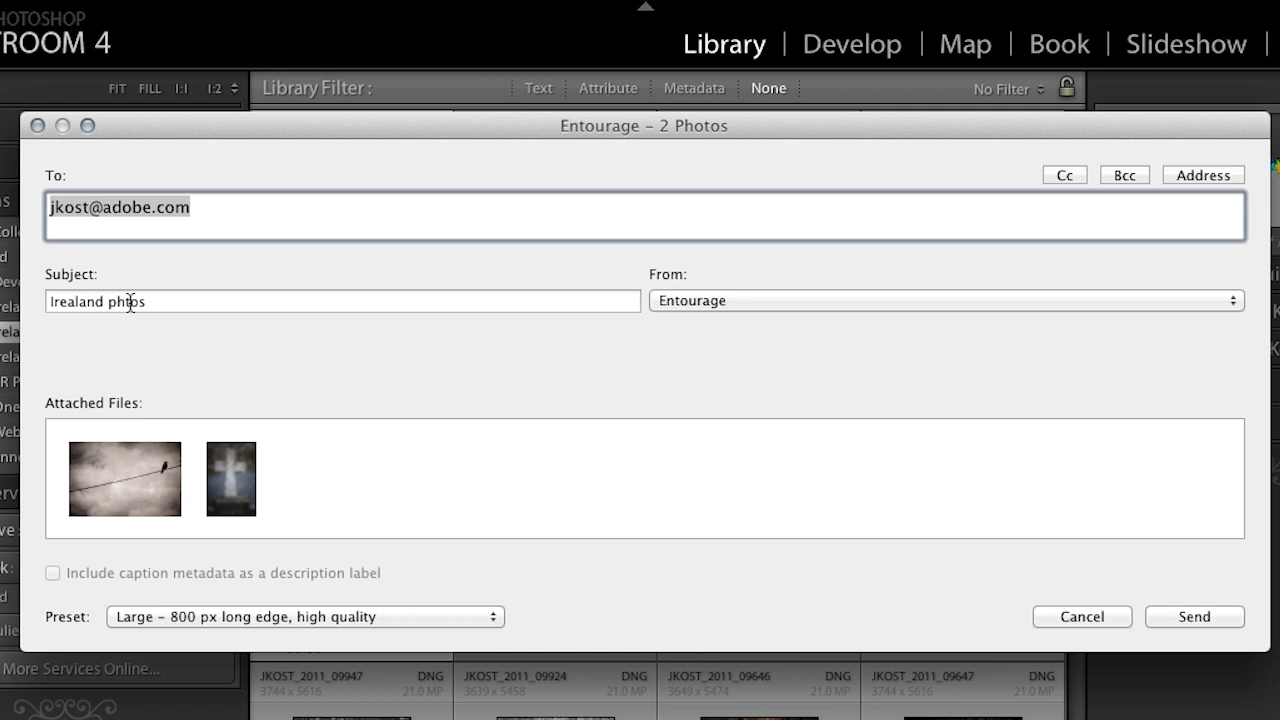 PHOTOSHOP
ROOM 4
Library | Develop | Map | Book | Slideshow |
FIT FILL 1:1 1:2
Library Filter : Text Attribute Metadata None No Filter
Entourage – 2 Photos
To: Cc Bcc Address
jkost@adobe.com
Subject: From:
Irealand phtos Entourage
Attached Files:
Include caption metadata as a description label
Preset: Large – 800 px long edge, high quality Cancel Send
More Services Online...
JKOST_2011_09947 DNG JKOST_2011_09924 DNG JKOST_2011_09646 DNG JKOST_2011_09647 DNG
3744 x 5616 21.0 MP 3639 x 5458 21.0 MP 3649 x 5474 21.0 MP 3744 x 5616 21.0 MP